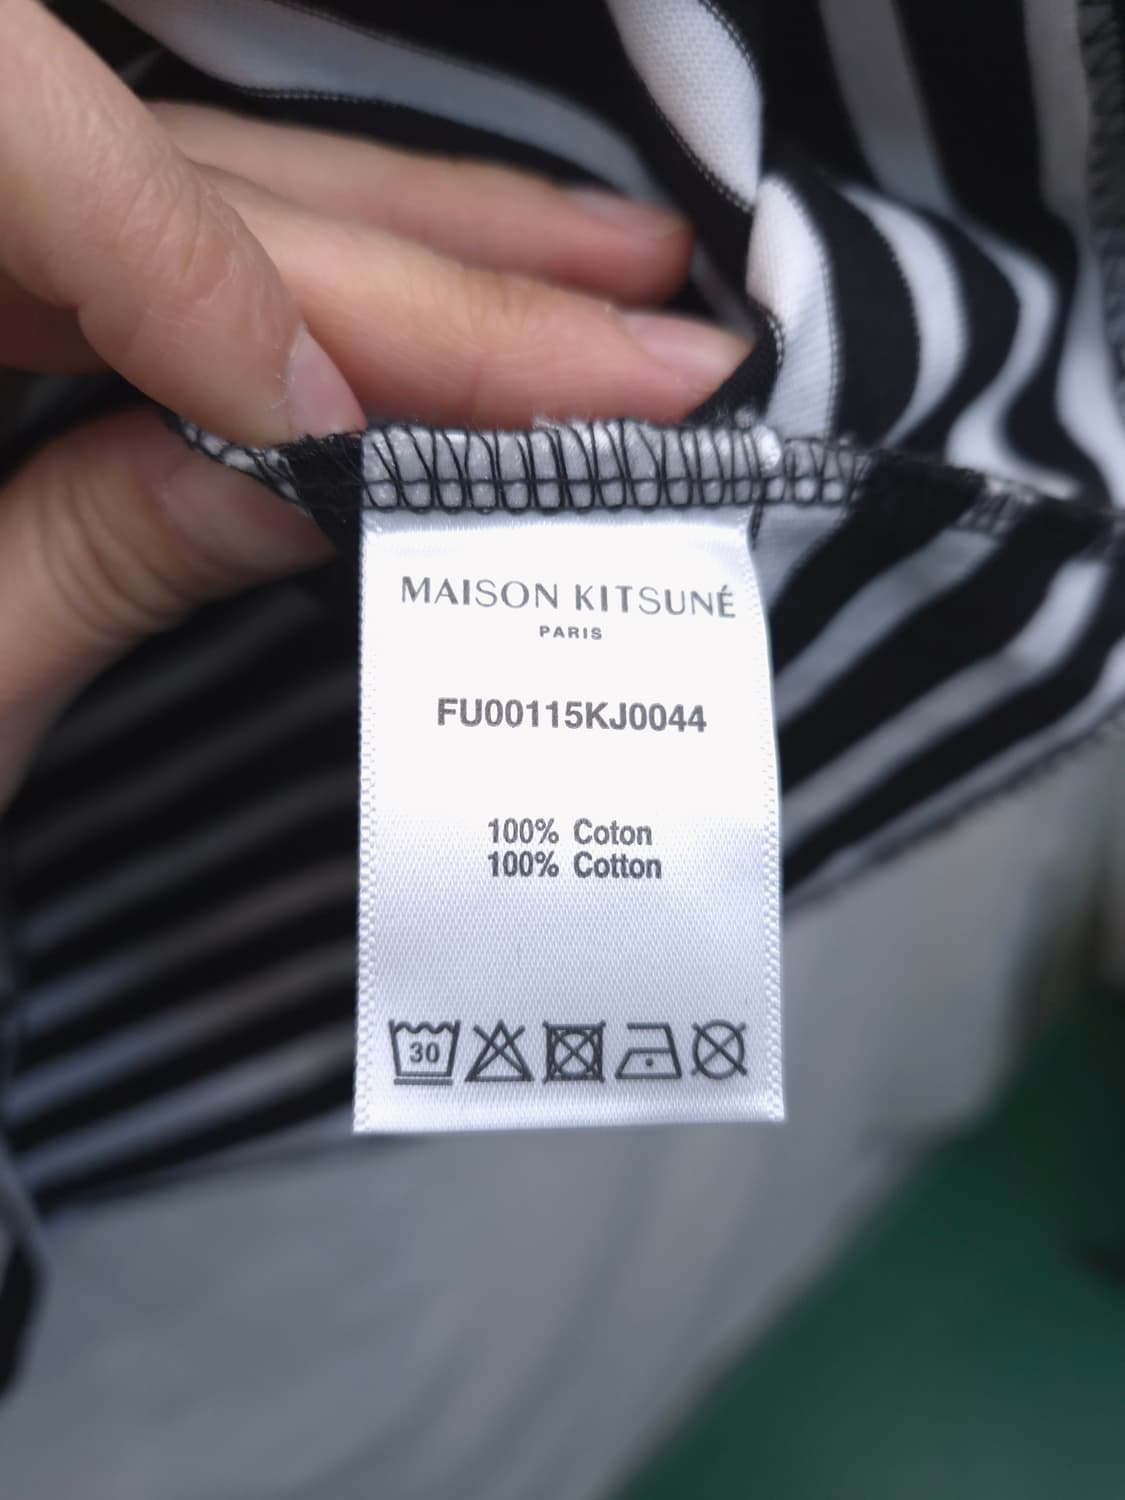 MAISON KITSUNÉ
PARIS
FU00115KJ0044
100% Coton
100% Cotton
30